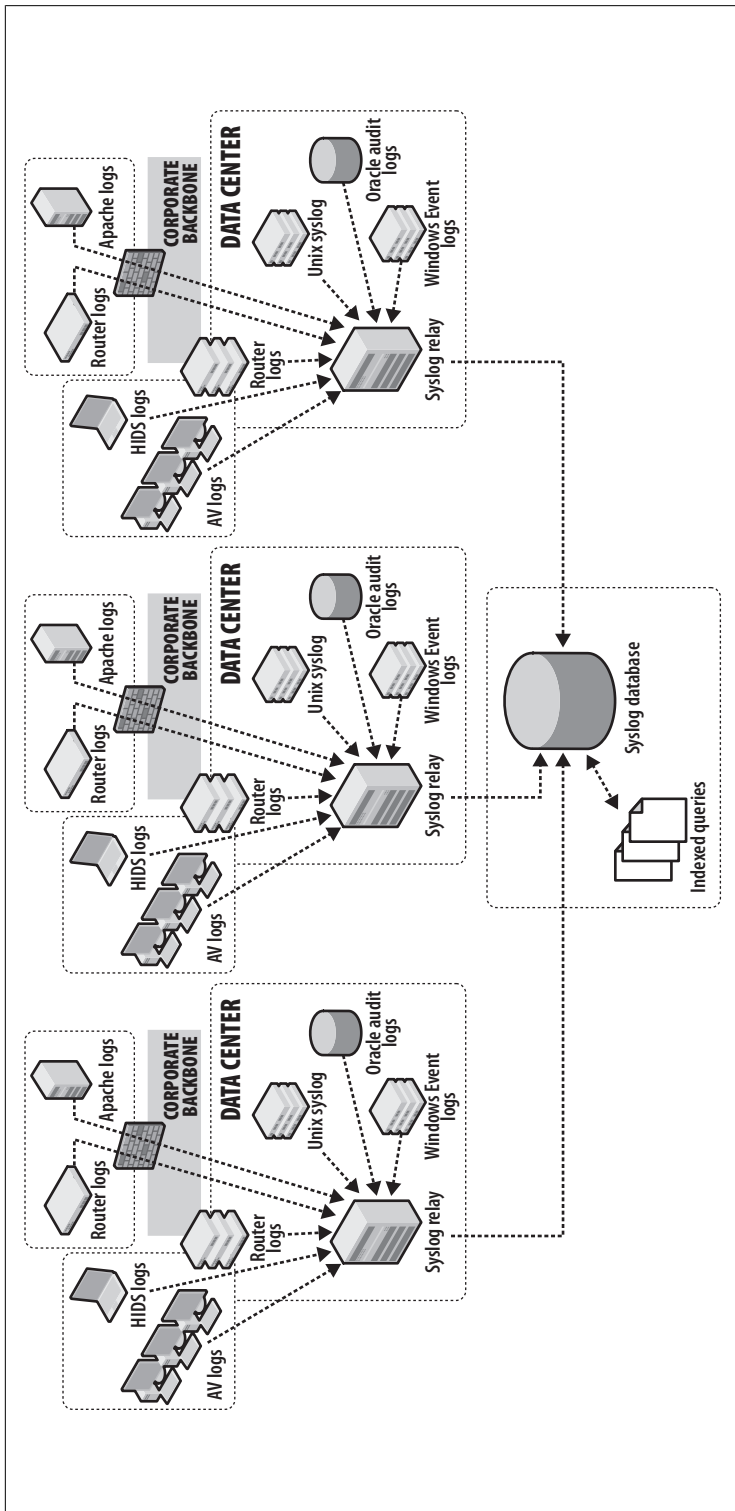 Router logs
Apache logs
HIDS logs
AV logs
CORPORATE
BACKBONE
DATA CENTER
Router
logs
Unix syslog
Oracle audit
logs
Windows Event
logs
Syslog relay
Router logs
Apache logs
HIDS logs
AV logs
CORPORATE
BACKBONE
DATA CENTER
Router
logs
Unix syslog
Oracle audit
logs
Windows Event
logs
Syslog relay
Router logs
Apache logs
HIDS logs
AV logs
CORPORATE
BACKBONE
DATA CENTER
Router
logs
Unix syslog
Oracle audit
logs
Windows Event
logs
Syslog relay
Syslog database
Indexed queries